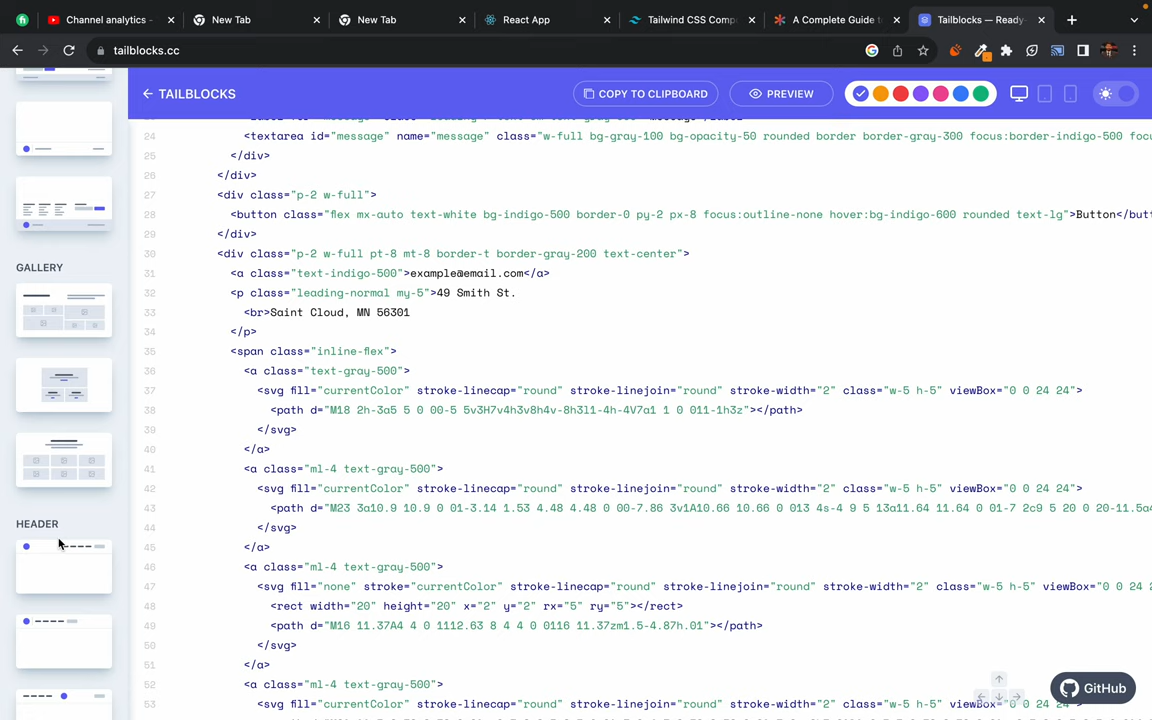 Channel analytics -
New Tab
New Tab
React App
Tailwind CSS Comp
A Complete Guide t
Tailblocks — Ready-
tailblocks.cc
TAILBLOCKS
COPY TO CLIPBOARD
PREVIEW
24 <textarea id="message" name="message" class="w-full bg-gray-100 bg-opacity-50 rounded border border-gray-300 focus:border-indigo-500 focu
25 </div>
26 </div>
27 <div class="p-2 w-full">
28 <button class="flex mx-auto text-white bg-indigo-500 border-0 py-2 px-8 focus:outline-none hover:bg-indigo-600 rounded text-lg">Button</butt
29 </div>
30 <div class="p-2 w-full pt-8 mt-8 border-t border-gray-200 text-center">
31 <a class="text-indigo-500">example@email.com</a>
32 <p class="leading-normal my-5">49 Smith St.
33 <br>Saint Cloud, MN 56301
34 </p>
35 <span class="inline-flex">
36 <a class="text-gray-500">
37 <svg fill="currentColor" stroke-linecap="round" stroke-linejoin="round" stroke-width="2" class="w-5 h-5" viewBox="0 0 24 24">
38 <path d="M18 2h-3a5 5 0 00-5 5v3H7v4h3v8h4v-8h3l1-4h-4V7a1 1 0 011-1h3z"></path>
39 </svg>
40 </a>
41 <a class="ml-4 text-gray-500">
42 <svg fill="currentColor" stroke-linecap="round" stroke-linejoin="round" stroke-width="2" class="w-5 h-5" viewBox="0 0 24 24">
43 <path d="M23 3a10.9 10.9 0 01-3.14 1.53 4.48 4.48 0 00-7.86 3v1A10.66 10.66 0 013 4s-4 9 5 13a11.64 11.64 0 01-7 2c9 5 20 0 20-11.5a4
44 </svg>
45 </a>
46 <a class="ml-4 text-gray-500">
47 <svg fill="none" stroke="currentColor" stroke-linecap="round" stroke-linejoin="round" stroke-width="2" class="w-5 h-5" viewBox="0 0 2
48 <rect width="20" height="20" x="2" y="2" rx="5" ry="5"></rect>
49 <path d="M16 11.37A4 4 0 1112.63 8 4 4 0 0116 11.37zm1.5-4.87h.01"></path>
50 </svg>
51 </a>
52 <a class="ml-4 text-gray-500">
53 <svg fill="currentColor" stroke-linecap="round" stroke-linejoin="round" stroke-width="2" class="w-5 h-5" viewBox="0 0 24 24">
GALLERY
HEADER
GitHub